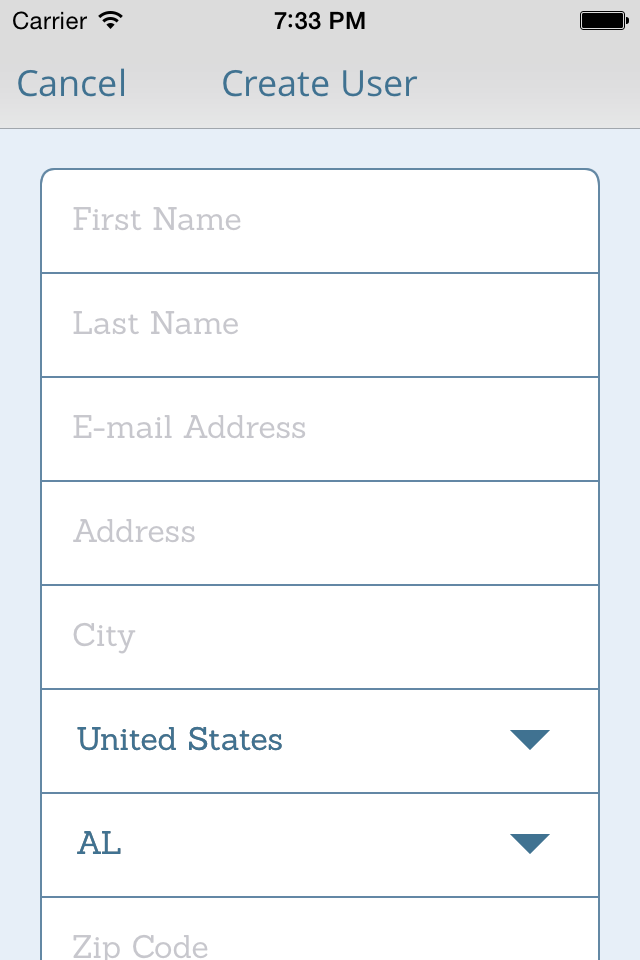 Carrier 7:33 PM
Cancel Create User
First Name
Last Name
E-mail Address
Address
City
United States
AL
Zip Code